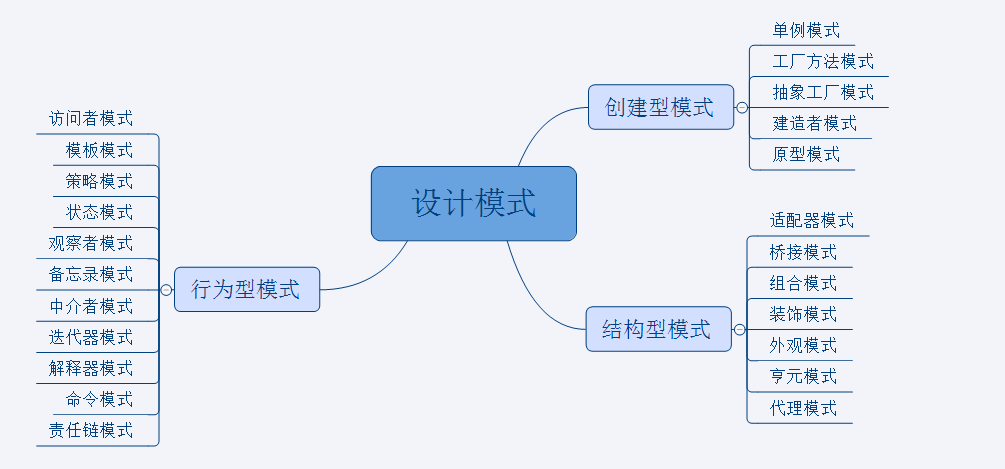 设计模式
创建型模式
单例模式
工厂方法模式
抽象工厂模式
建造者模式
原型模式
结构型模式
适配器模式
桥接模式
组合模式
装饰模式
外观模式
亨元模式
代理模式
行为型模式
访问者模式
模板模式
策略模式
状态模式
观察者模式
备忘录模式
中介者模式
迭代器模式
解释器模式
命令模式
责任链模式